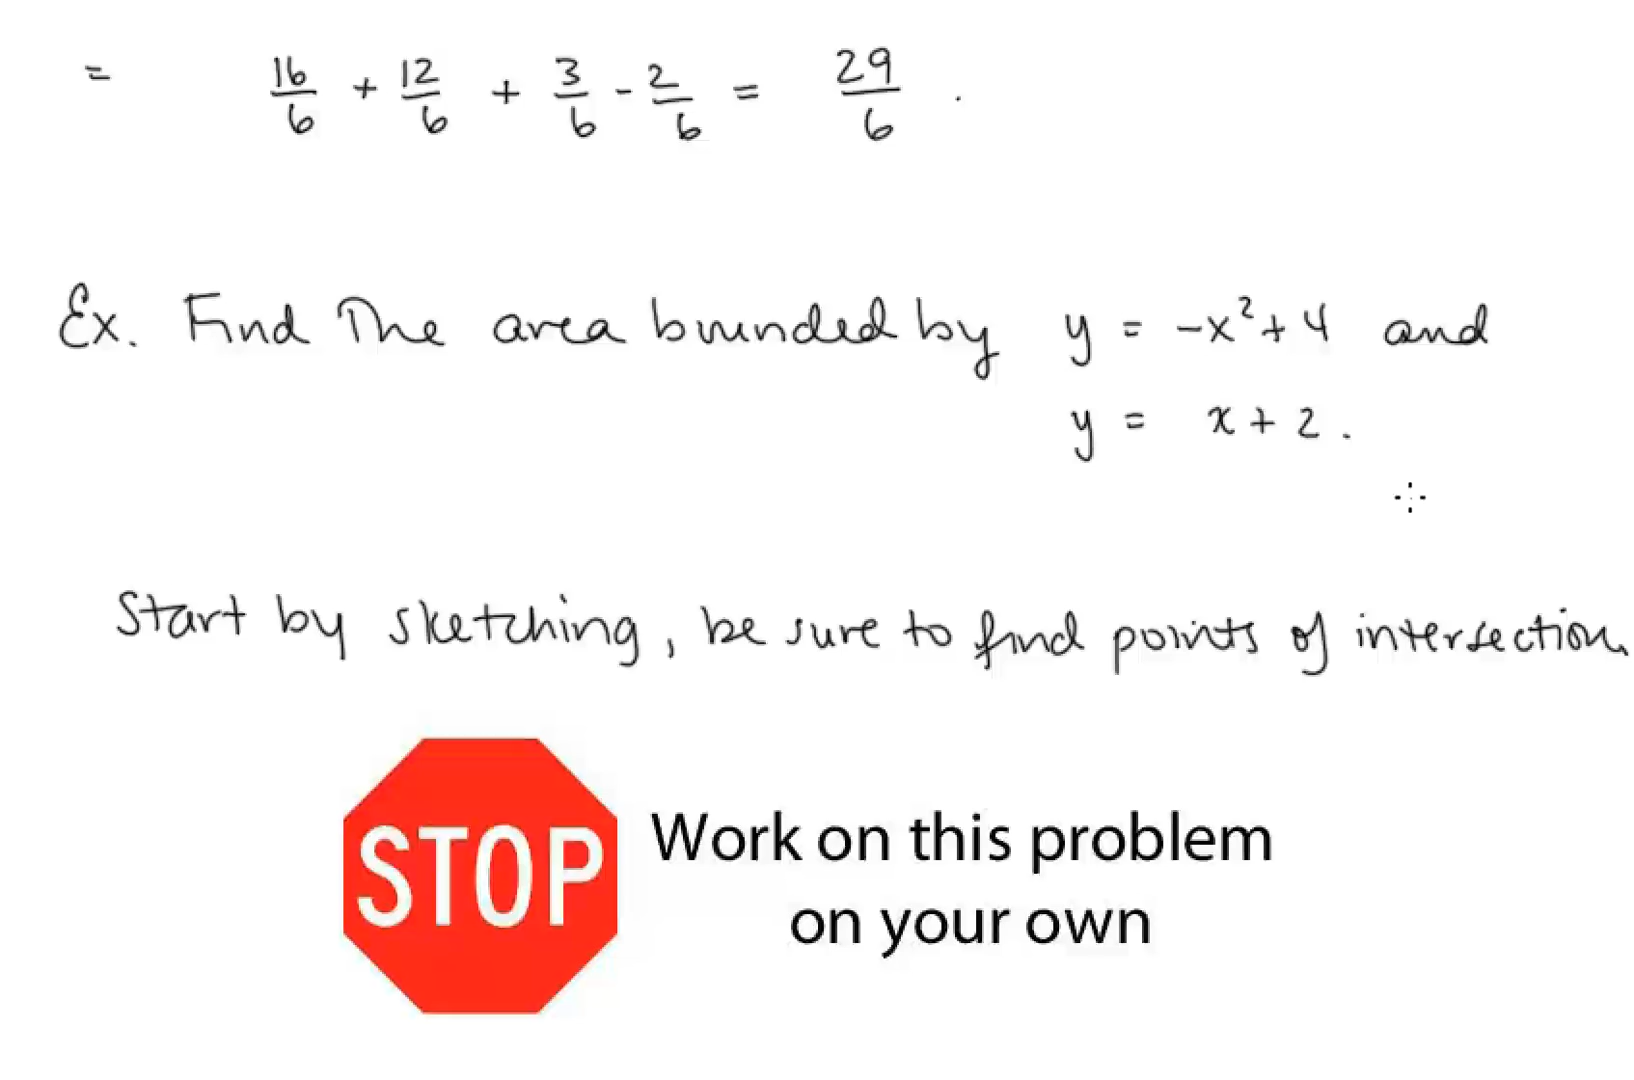 = 16/6 + 12/6 + 3/6 - 2/6 = 29/6 .
Ex. Find The area bounded by y = -x² + 4 and
y = x + 2 .
Start by sketching, be sure to find points of intersection.
STOP
Work on this problem
on your own